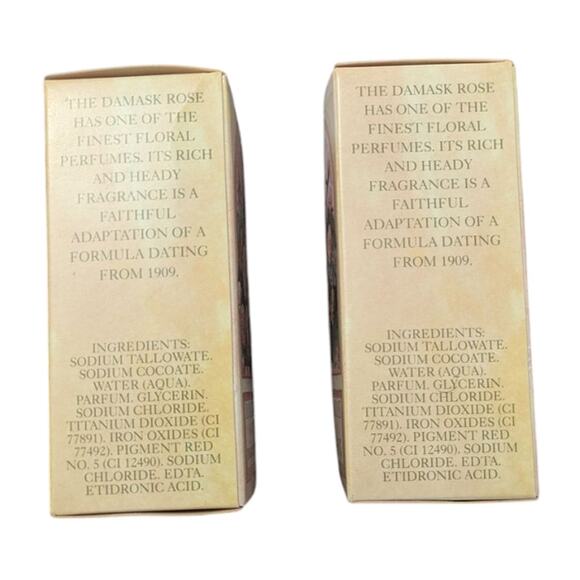 THE DAMASK ROSE
HAS ONE OF THE
FINEST FLORAL
PERFUMES. ITS RICH
AND HEADY
FRAGRANCE IS A
FAITHFUL
ADAPTATION OF A
FORMULA DATING
FROM 1909.
INGREDIENTS:
SODIUM TALLOWATE.
SODIUM COCOATE.
WATER (AQUA).
PARFUM. GLYCERIN.
SODIUM CHLORIDE.
TITANIUM DIOXIDE (CI
77891). IRON OXIDES (CI
77492). PIGMENT RED
NO. 5 (CI 12490). SODIUM
CHLORIDE. EDTA.
ETIDRONIC ACID.
THE DAMASK ROSE
HAS ONE OF THE
FINEST FLORAL
PERFUMES. ITS RICH
AND HEADY
FRAGRANCE IS A
FAITHFUL
ADAPTATION OF A
FORMULA DATING
FROM 1909.
INGREDIENTS:
SODIUM TALLOWATE.
SODIUM COCOATE.
WATER (AQUA).
PARFUM. GLYCERIN.
SODIUM CHLORIDE.
TITANIUM DIOXIDE (CI
77891). IRON OXIDES (CI
77492). PIGMENT RED
NO. 5 (CI 12490). SODIUM
CHLORIDE. EDTA.
ETIDRONIC ACID.